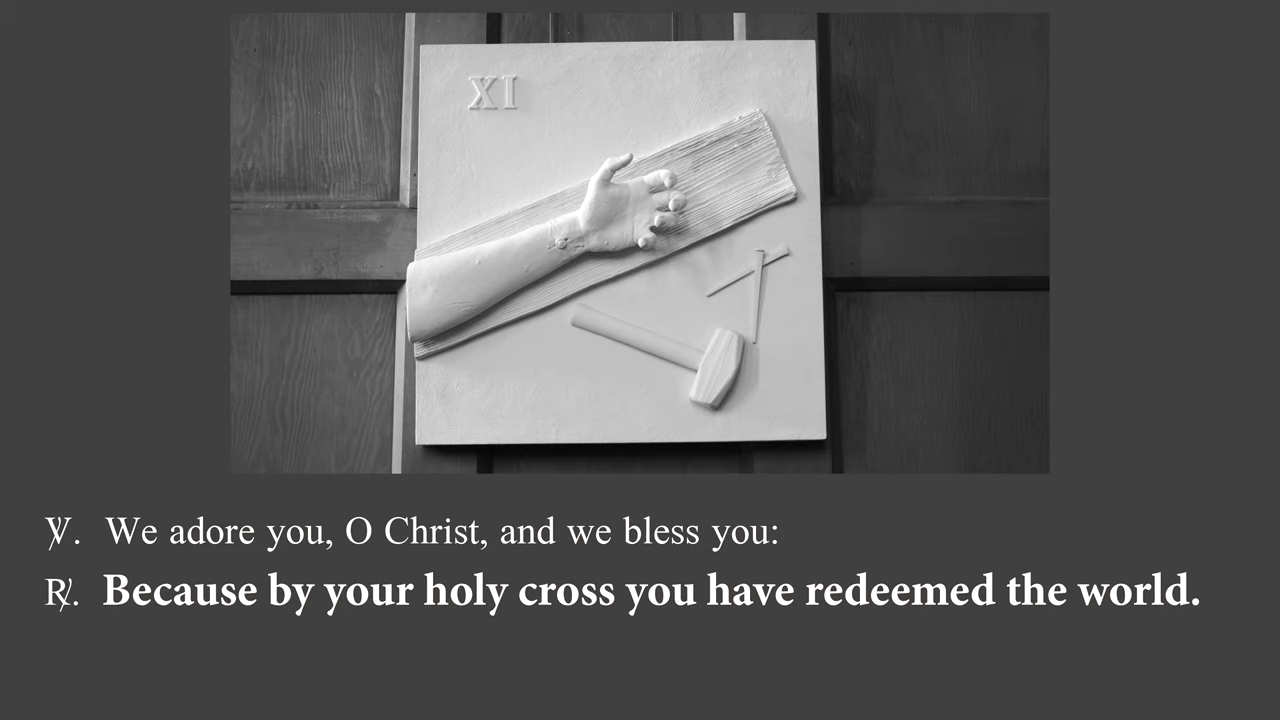 XI
℣. We adore you, O Christ, and we bless you:
℟. Because by your holy cross you have redeemed the world.